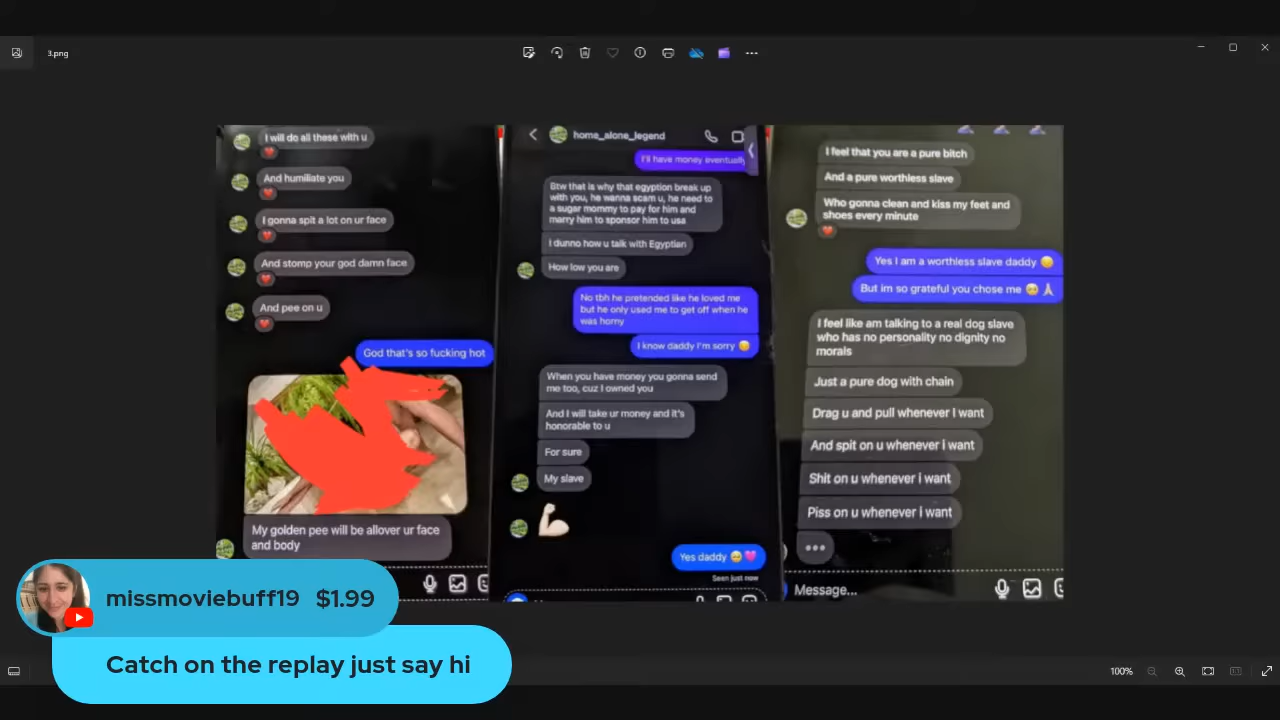 3.png
I will do all these with u
And humiliate you
I gonna spit a lot on ur face
And stomp your god damn face
And pee on u
God that's so fucking hot
My golden pee will be allover ur face
and body
home_alone_legend
I'll have money eventually
Btw that is why that egyption break up
with you, he wanna scam u, he need to
a sugar mommy to pay for him and
marry him to sponsor him to usa
I dunno how u talk with Egyptian
How low you are
No tbh he pretended like he loved me
but he only used me to get off when he
was horny
I know daddy I'm sorry
When you have money you gonna send
me too, cuz I owned you
And I will take ur money and it's
honorable to u
For sure
My slave
Yes daddy
Seen just now
I feel that you are a pure bitch
And a pure worthless slave
Who gonna clean and kiss my feet and
shoes every minute
Yes I am a worthless slave daddy
But im so grateful you chose me
I feel like am talking to a real dog slave
who has no personality no dignity no
morals
Just a pure dog with chain
Drag u and pull whenever I want
And spit on u whenever i want
Shit on u whenever i want
Piss on u whenever i want
Message...
missmoviebuff19 $1.99
Catch on the replay just say hi
100%